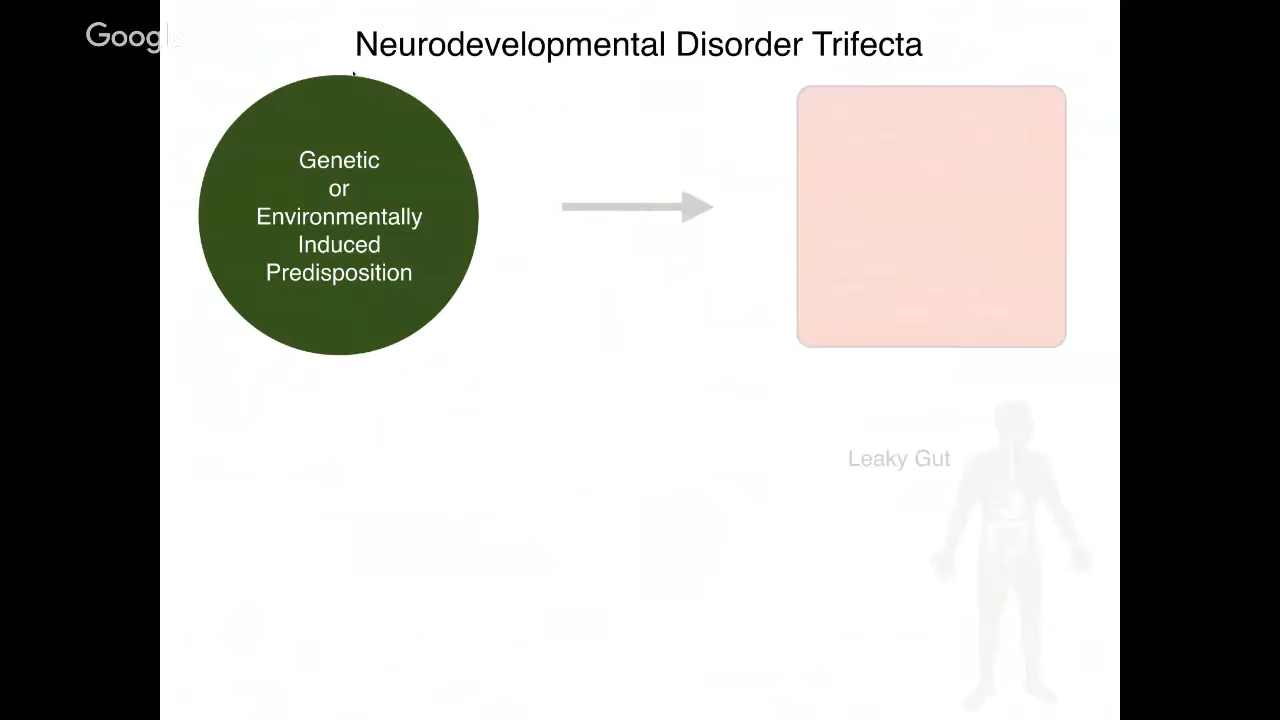 Google
Neurodevelopmental Disorder Trifecta
Genetic
or
Environmentally
Induced
Predisposition
Leaky Gut